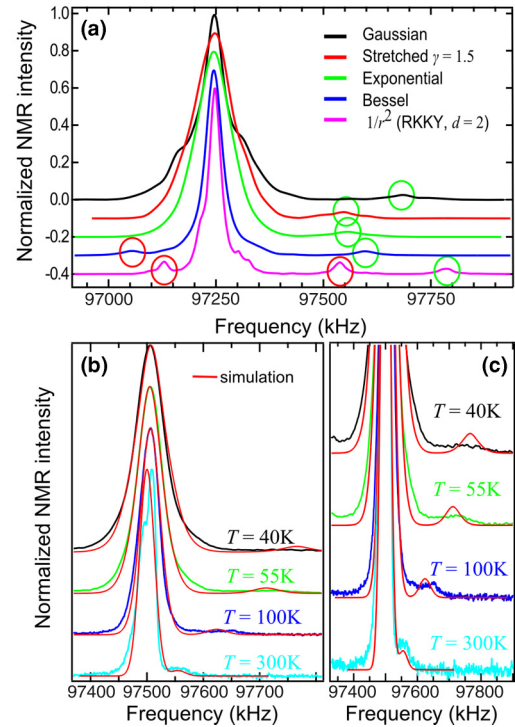 (a)
Normalized NMR intensity
1.0
0.8
0.6
0.4
0.2
0.0
-0.2
-0.4
Gaussian
Stretched γ = 1.5
Exponential
Bessel
1/r² (RKKY, d = 2)
97000 97250 97500 97750
Frequency (kHz)
(b)
simulation
Normalized NMR intensity
T = 40K
T = 55K
T = 100K
T = 300K
97400 97500 97600 97700
Frequency (kHz)
(c)
T = 40K
T = 55K
T = 100K
T = 300K
97400 97600 97800
Frequency (kHz)